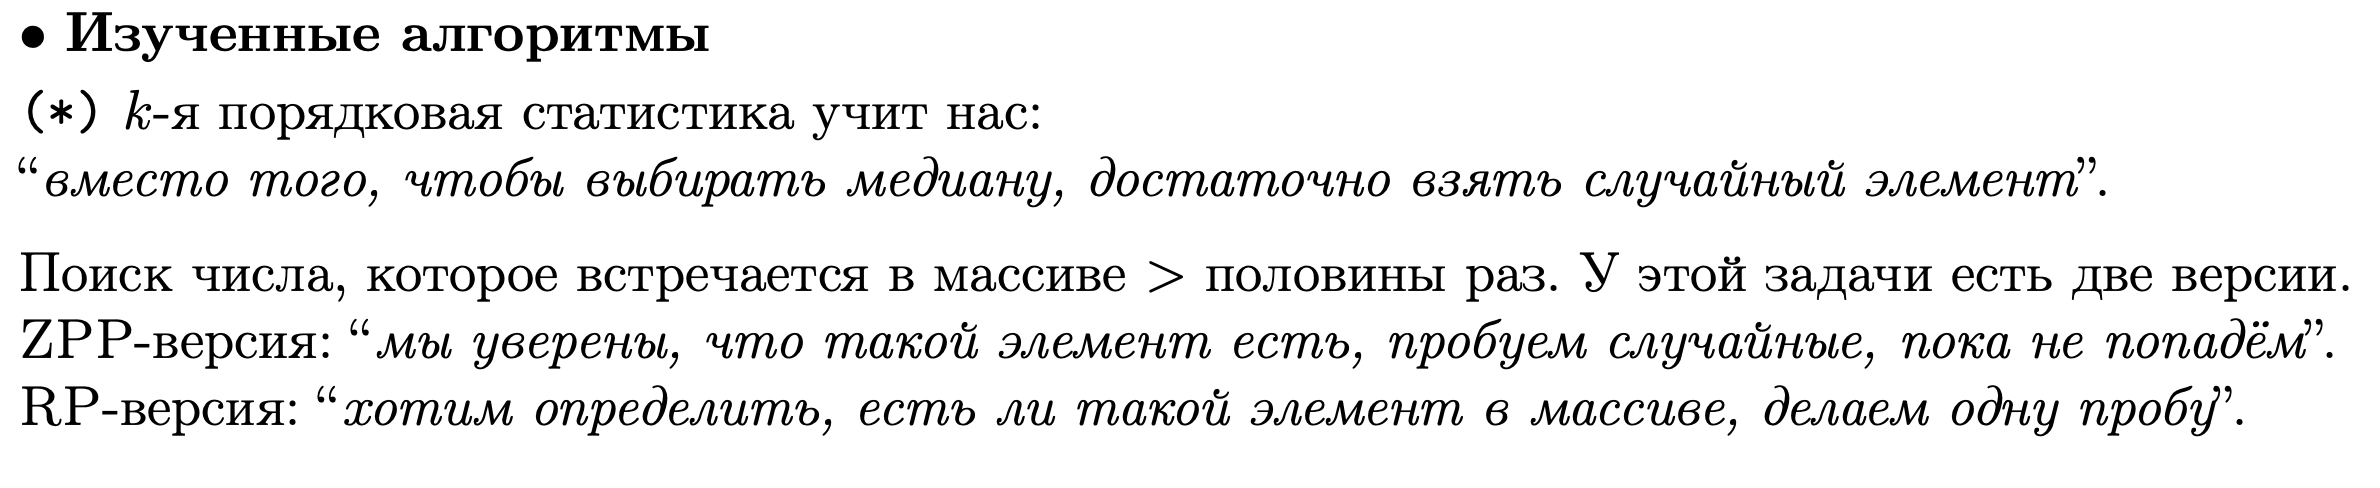 • Изученные алгоритмы
(*) k-я порядковая статистика учит нас:
“вместо того, чтобы выбирать медиану, достаточно взять случайный элемент”.
Поиск числа, которое встречается в массиве > половины раз. У этой задачи есть две версии.
ZPP-версия: “мы уверены, что такой элемент есть, пробуем случайные, пока не попадём”.
RP-версия: “хотим определить, есть ли такой элемент в массиве, делаем одну пробу”.